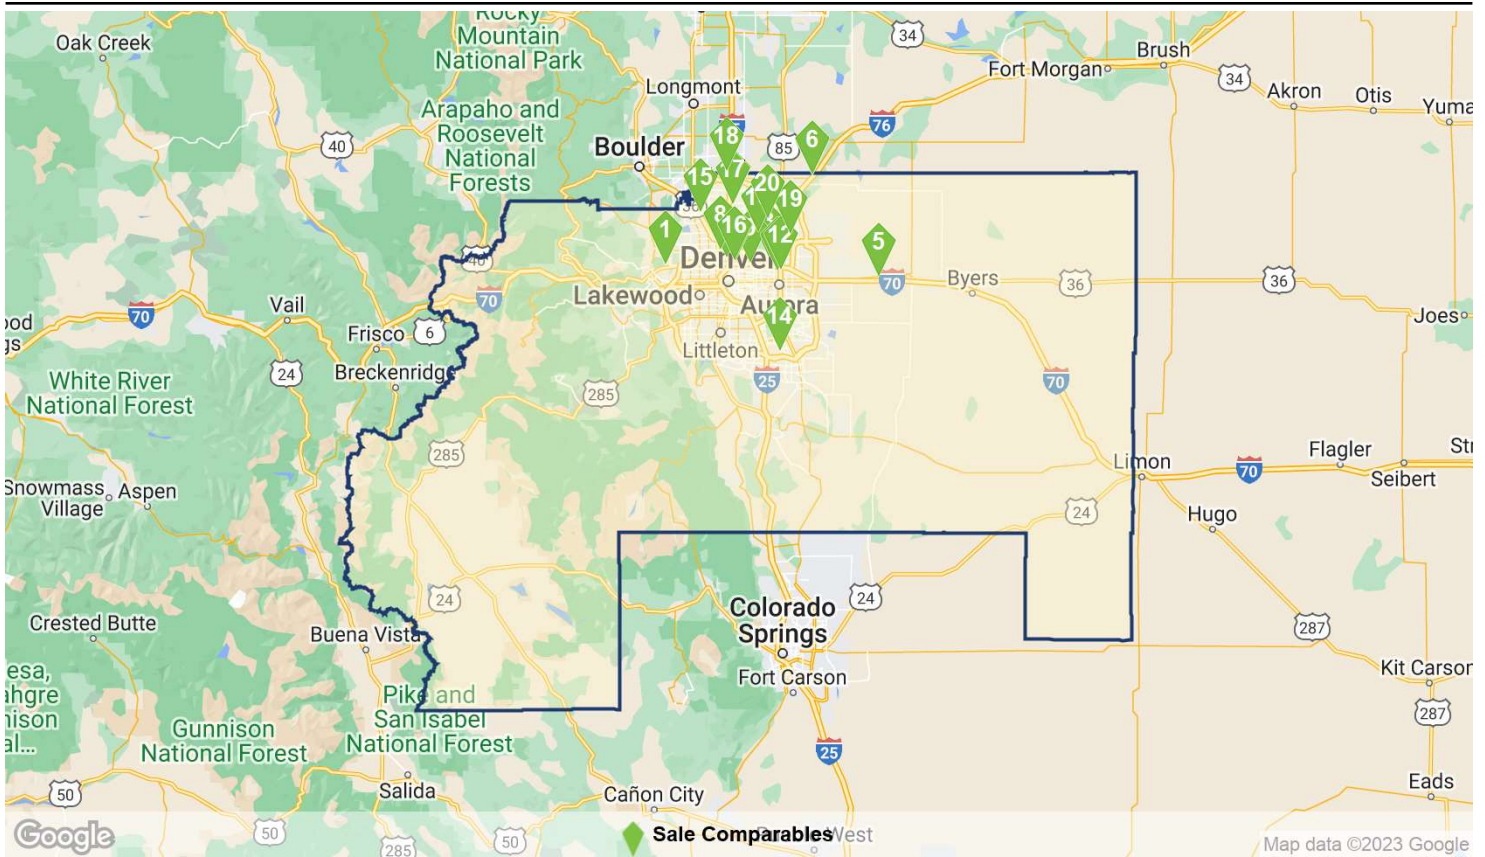 Rocky
Mountain
National Park
Oak Creek
34
Brush
Fort Morgan
34
Longmont
Akron
Otis
Yuma
Arapaho and
Roosevelt
National
Forests
40
76
18
6
85
Boulder
17
15
20
19
36
8
16
12
1
5
Denver
40
70
70
Byers
36
36
Lakewood
Aurora
Vail
70
Frisco
6
14
Joes
Littleton
24
Breckenridge
25
70
White River
National Forest
285
285
Limon
Flagler
70
Seibert
Snowmass
Village
Aspen
24
Hugo
24
24
Colorado
Springs
Crested Butte
Buena Vista
287
Kit Carson
Fort Carson
Pike and
San Isabel
National Forest
Gunnison
National Forest
287
25
Salida
Eads
50
Cañon City
Google
50
285
50
Sale Comparables
West
Map data ©2023 Google